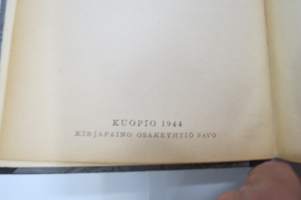 KUOPIO 1944
KIRJAPAINO OSAKEYHTIÖ SAVO